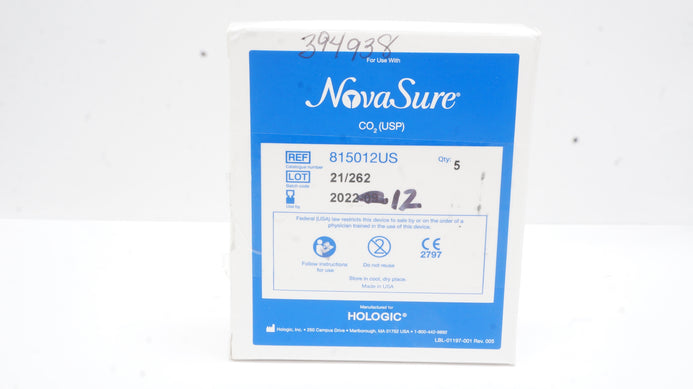 394938
For Use With
NovaSure®
CO₂ (USP)
REF 815012US Qty: 5
Catalogue number
LOT 21/262
Batch code
2022- 12
Use by
Federal (USA) law restricts this device to sale by or on the order of a
physician trained in the use of this device.
CE
2797
Follow instructions
for use
Do not reuse
Store in cool, dry place.
Made in USA
Manufactured for
HOLOGIC®
Hologic, Inc. • 250 Campus Drive • Marlborough, MA 01752 USA • 1-800-442-9892
LBL-01197-001 Rev. 005